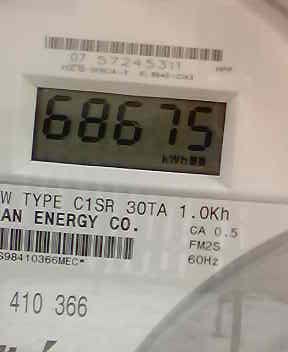 07 57245311
68675
kWh
W TYPE C1SR 30TA 1.0Kh
AN ENERGY CO.
CA 0.5
FM2S
S98410366MEC*
60Hz
410 366